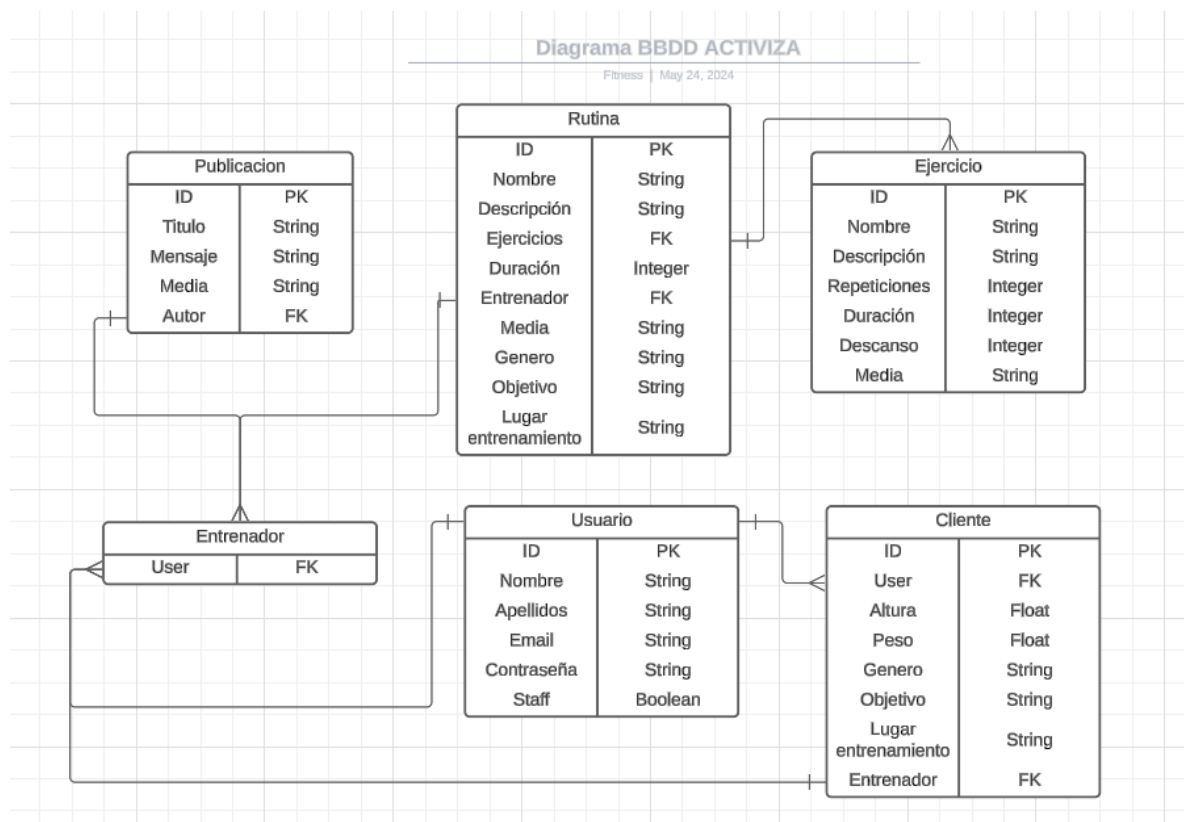 Diagrama BBDD ACTIVIZA
Fitness | May 24, 2024
Publicacion
ID PK
Titulo String
Mensaje String
Media String
Autor FK
Rutina
ID PK
Nombre String
Descripción String
Ejercicios FK
Duración Integer
Entrenador FK
Media String
Genero String
Objetivo String
Lugar
entrenamiento String
Ejercicio
ID PK
Nombre String
Descripción String
Repeticiones Integer
Duración Integer
Descanso Integer
Media String
Entrenador
User FK
Usuario
ID PK
Nombre String
Apellidos String
Email String
Contraseña String
Staff Boolean
Cliente
ID PK
User FK
Altura Float
Peso Float
Genero String
Objetivo String
Lugar
entrenamiento String
Entrenador FK